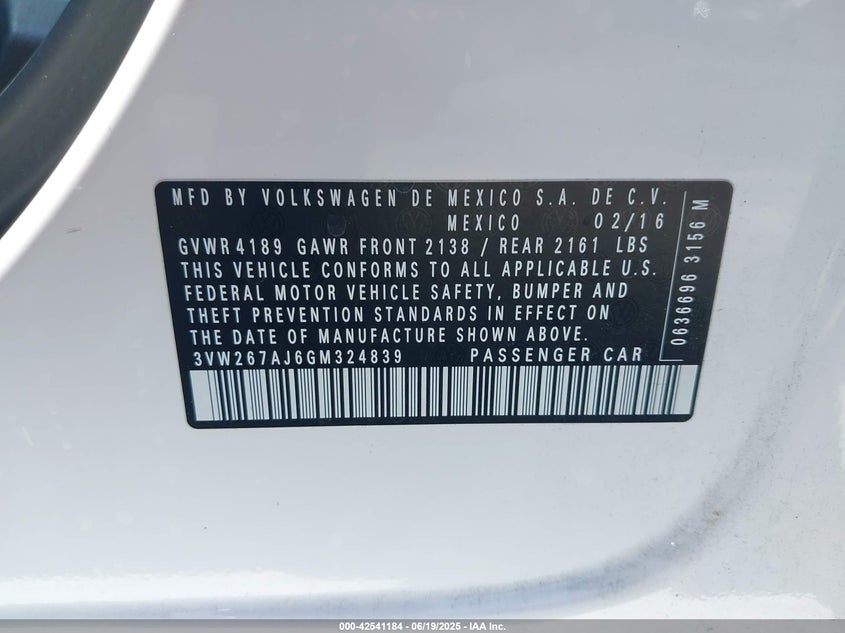 MFD BY VOLKSWAGEN DE MEXICO S.A. DE C.V.
MEXICO 02/16
GVWR 4189 GAWR FRONT 2138 / REAR 2161 LBS
THIS VEHICLE CONFORMS TO ALL APPLICABLE U.S.
FEDERAL MOTOR VEHICLE SAFETY, BUMPER AND
THEFT PREVENTION STANDARDS IN EFFECT ON
THE DATE OF MANUFACTURE SHOWN ABOVE.
3VW267AJ6GM324839 PASSENGER CAR
0636696 3156 M
000-42541184 - 06/19/2025 - IAA Inc.